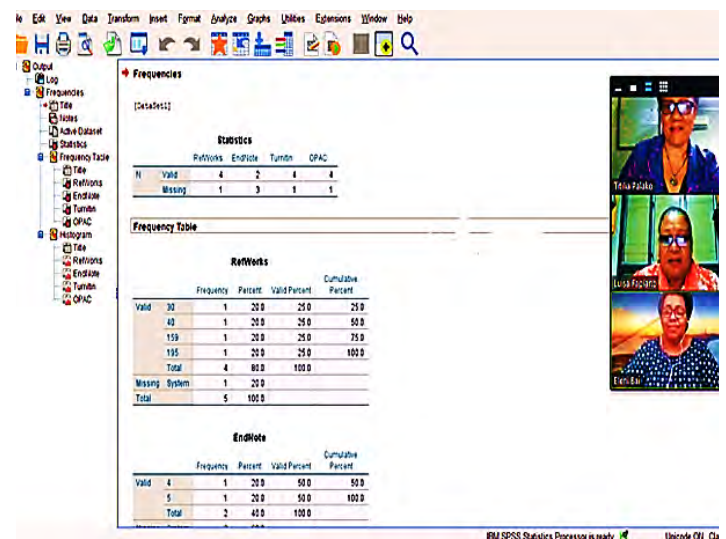 Edit View Data Transform Insert Format Analyze Graphs Utilities Extensions Window Help
Output
Log
Frequencies
Title
Notes
Active Dataset
Statistics
Frequency Table
Title
RefWorks
EndNote
Turnitin
OPAC
Histogram
Title
RefWorks
EndNote
Turnitin
OPAC
Frequencies
[DataSet1]
Statistics
RefWorks EndNote Turnitin OPAC
N Valid 4 2 4 4
Missing 1 3 1 1
Frequency Table
RefWorks
Frequency Percent Valid Percent Cumulative Percent
Valid 30 1 20.0 25.0 25.0
40 1 20.0 25.0 50.0
159 1 20.0 25.0 75.0
195 1 20.0 25.0 100.0
Total 4 80.0 100.0
Missing System 1 20.0
Total 5 100.0
EndNote
Frequency Percent Valid Percent Cumulative Percent
Valid 4 1 20.0 50.0 50.0
5 1 20.0 50.0 100.0
Total 2 40.0 100.0
Titilia
Luisa
Eleni
IBM SPSS Statistics Processor is ready
Unicode:ON